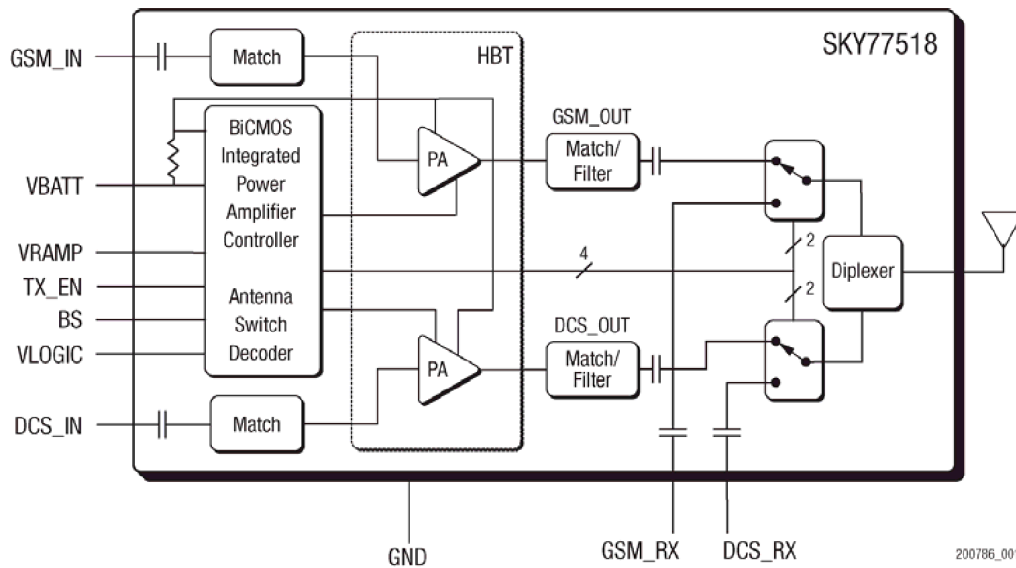 SKY77518
GSM_IN
Match
HBT
GSM_OUT
Match/
Filter
PA
BiCMOS
Integrated
Power
Amplifier
Controller
Antenna
Switch
Decoder
VBATT
VRAMP
TX_EN
BS
VLOGIC
4
2
2
Diplexer
DCS_OUT
Match/
Filter
PA
DCS_IN
Match
GND
GSM_RX
DCS_RX
200786_001